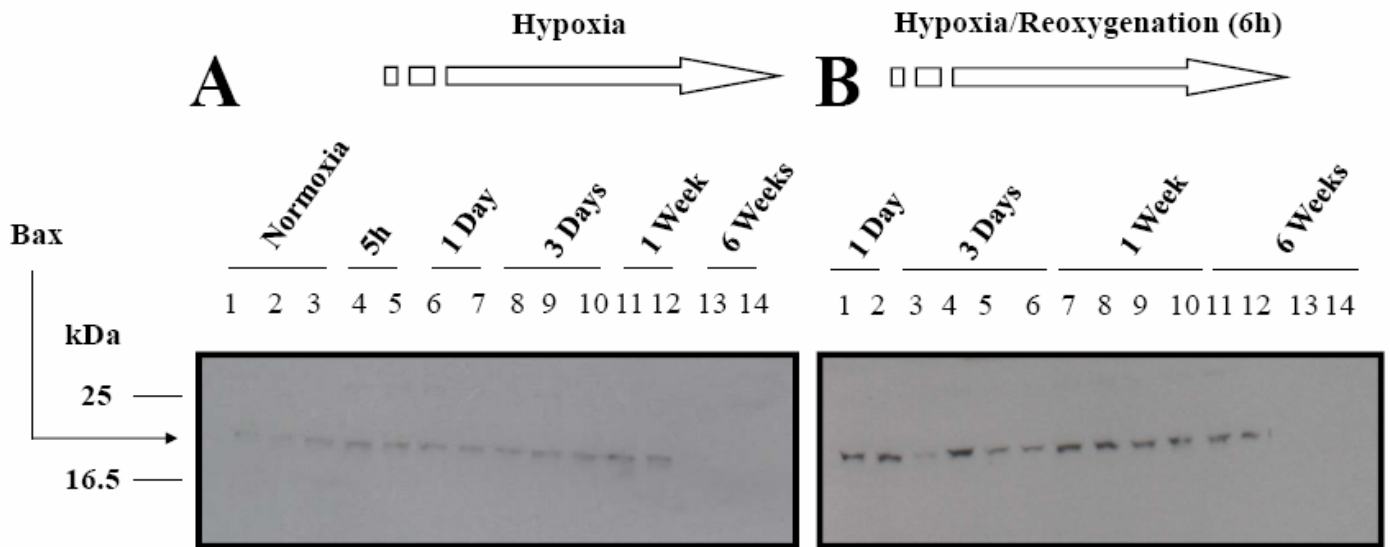 Hypoxia
Hypoxia/Reoxygenation (6h)
A
B
Normoxia
5h
1 Day
3 Days
1 Week
6 Weeks
1 Day
3 Days
1 Week
6 Weeks
Bax
1 2 3 4 5 6 7 8 9 10 11 12 13 14
1 2 3 4 5 6 7 8 9 10 11 12 13 14
kDa
25
16.5